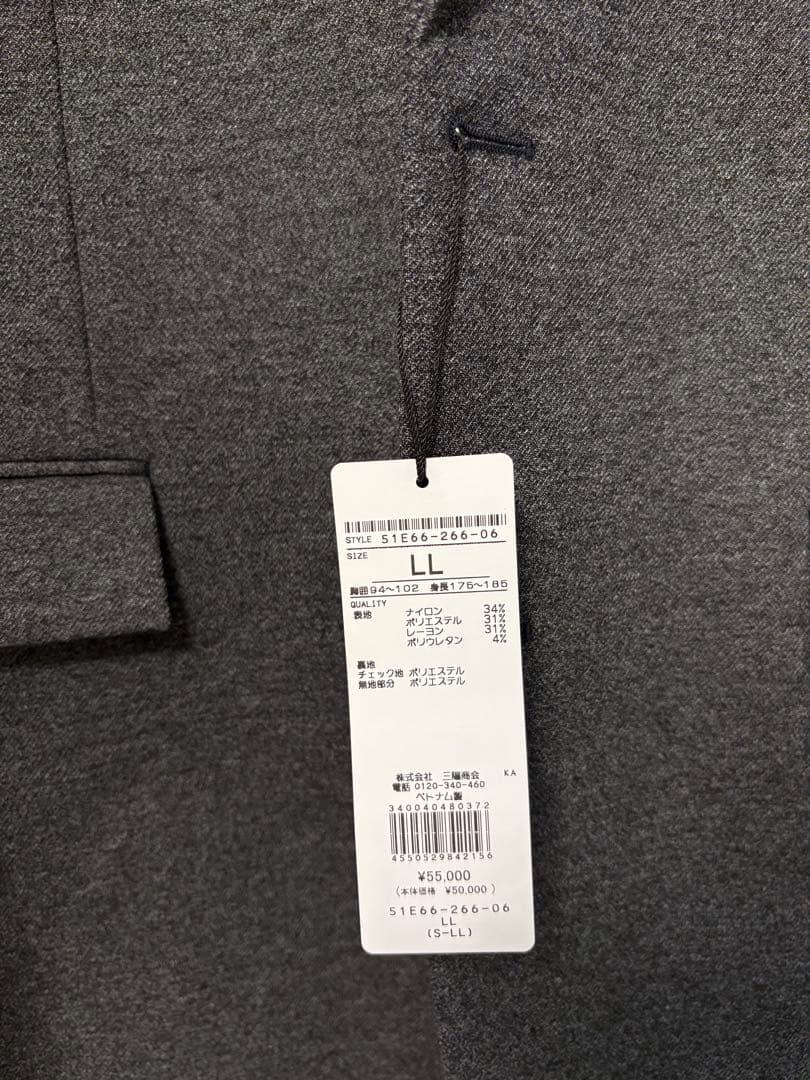 STYLE 51E66-266-06
SIZE
LL
胸囲94~102 身長175~185
QUALITY
表地 ナイロン 34%
ポリエステル 31%
レーヨン 31%
ポリウレタン 4%
裏地
チェック地 ポリエステル
無地部分 ポリエステル
株式会社 三陽商会 KA
電話 0120-340-460
ベトナム製
340040480372
4550529842156
¥55,000
(本体価格 ¥50,000)
51E66-266-06
LL
(S-LL)